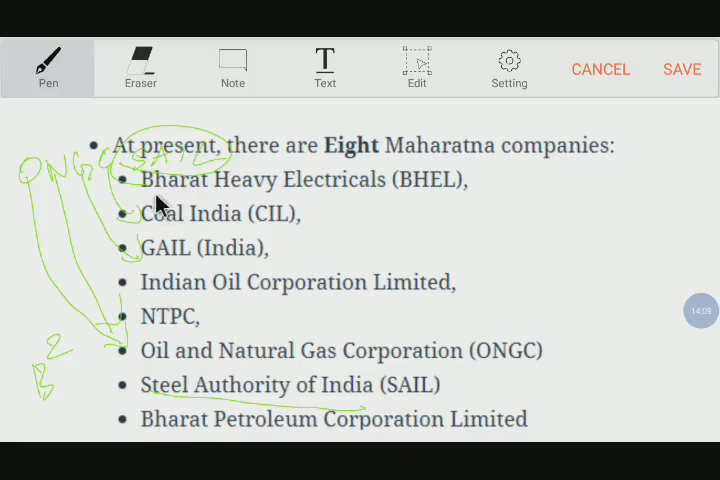 Pen Eraser Note Text Edit Setting CANCEL SAVE
T
At present, there are Eight Maharatna companies:
ONGC SAIL
Bharat Heavy Electricals (BHEL),
Coal India (CIL),
GAIL (India),
Indian Oil Corporation Limited,
14:09
NTPC,
Oil and Natural Gas Corporation (ONGC)
B 2
Steel Authority of India (SAIL)
Bharat Petroleum Corporation Limited